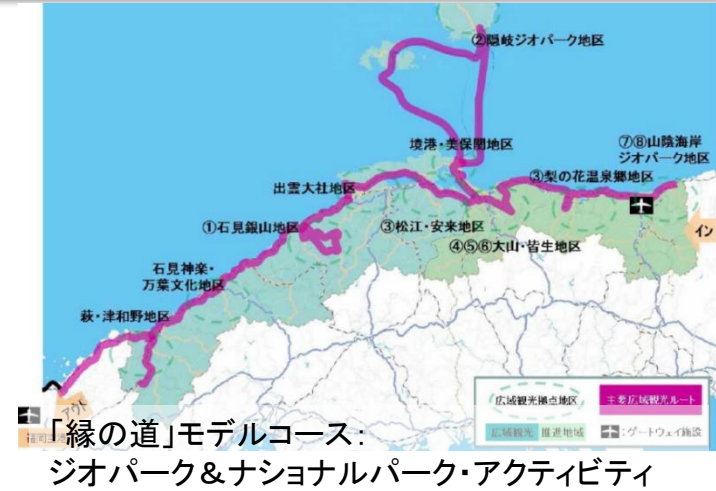 ②隠岐ジオパーク地区
境港・美保関地区
⑦⑧山陰海岸
ジオパーク地区
③梨の花温泉郷地区
出雲大社地区
①石見銀山地区
③松江・安来地区
イン
④⑤⑥大山・皆生地区
石見神楽・
万葉文化地区
萩・津和野地区
アウト
広域観光拠点地区
主要広域観光ルート
広域観光 推進地域
:ゲートウェイ施設
「縁の道」モデルコース:
ジオパーク&ナショナルパーク・アクティビティ